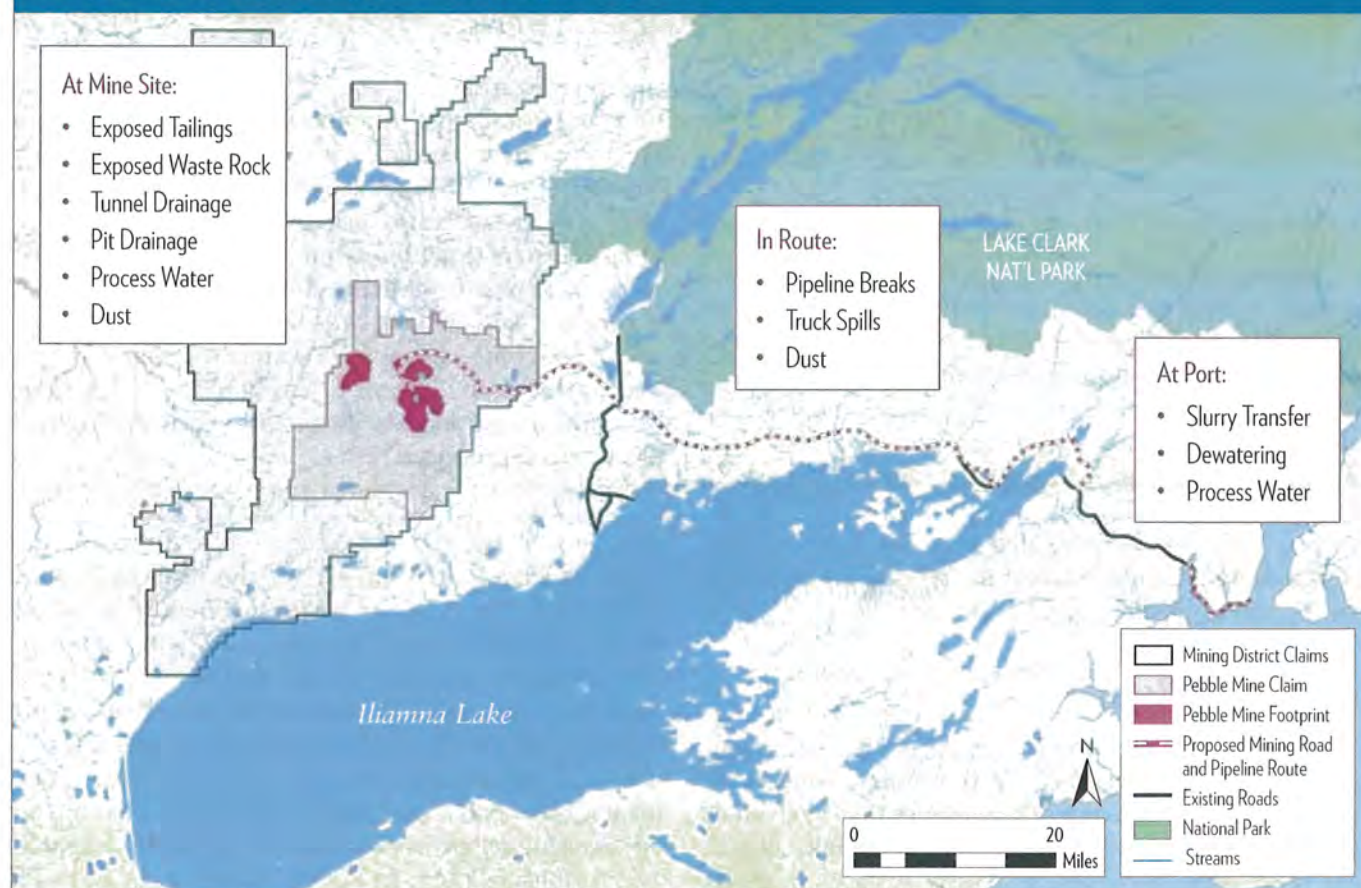 At Mine Site:
• Exposed Tailings
• Exposed Waste Rock
• Tunnel Drainage
• Pit Drainage
• Process Water
• Dust
In Route:
• Pipeline Breaks
• Truck Spills
• Dust
LAKE CLARK
NAT'L PARK
At Port:
• Slurry Transfer
• Dewatering
• Process Water
Iliamna Lake
N
0 20
Miles
Mining District Claims
Pebble Mine Claim
Pebble Mine Footprint
Proposed Mining Road
and Pipeline Route
Existing Roads
National Park
Streams